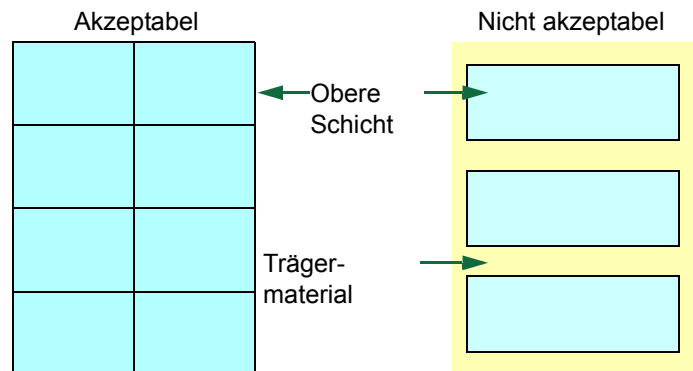 Akzeptabel
Nicht akzeptabel
Obere
Schicht
Träger-
material